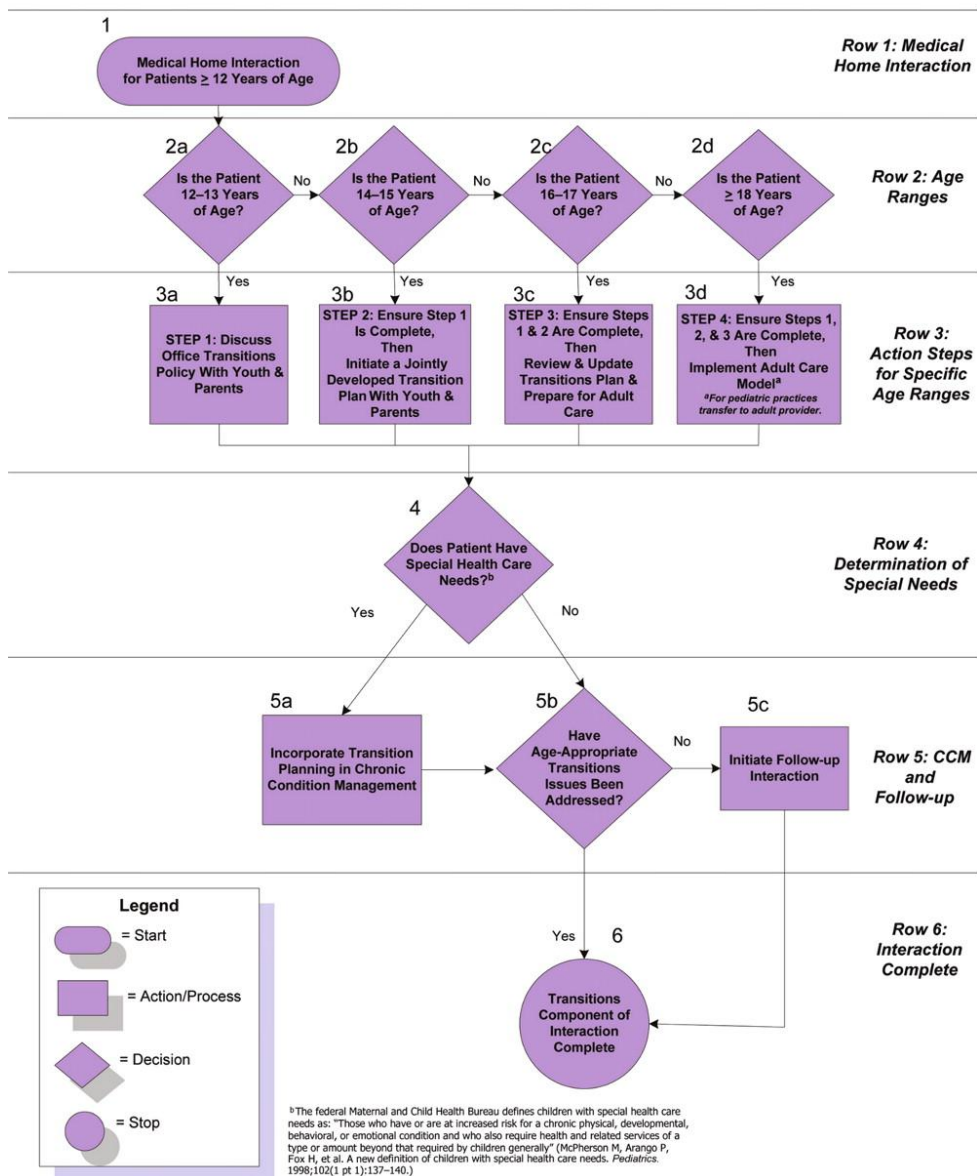 1
Medical Home Interaction
for Patients ≥ 12 Years of Age
Row 1: Medical
Home Interaction
2a
Is the Patient
12–13 Years
of Age?
No
2b
Is the Patient
14–15 Years
of Age?
No
2c
Is the Patient
16–17 Years
of Age?
No
2d
Is the Patient
≥ 18 Years
of Age?
Row 2: Age
Ranges
Yes
Yes
Yes
Yes
3a
STEP 1: Discuss
Office Transitions
Policy With Youth &
Parents
3b
STEP 2: Ensure Step 1
Is Complete,
Then
Initiate a Jointly
Developed Transition
Plan With Youth & Parents
3c
STEP 3: Ensure Steps
1 & 2 Are Complete,
Then
Review & Update
Transitions Plan &
Prepare for Adult Care
3d
STEP 4: Ensure Steps 1,
2, & 3 Are Complete,
Then
Implement Adult Care
Modelᵃ
ᵃFor pediatric practices
transfer to adult provider.
Row 3:
Action Steps
for Specific
Age Ranges
4
Does Patient Have
Special Health Care
Needs?ᵇ
Yes
No
Row 4:
Determination of
Special Needs
5a
Incorporate Transition
Planning in Chronic
Condition Management
5b
Have
Age-Appropriate
Transitions
Issues Been
Addressed?
No
5c
Initiate Follow-up
Interaction
Row 5: CCM
and
Follow-up
Yes
6
Transitions
Component of
Interaction
Complete
Row 6:
Interaction
Complete
Legend
= Start
= Action/Process
= Decision
= Stop
ᵇThe federal Maternal and Child Health Bureau defines children with special health care
needs as: "Those who have or are at increased risk for a chronic physical, developmental,
behavioral, or emotional condition and who also require health and related services of a
type or amount beyond that required by children generally" (McPherson M, Arango P,
Fox H, et al. A new definition of children with special health care needs. Pediatrics.
1998;102(1 pt 1):137–140.)